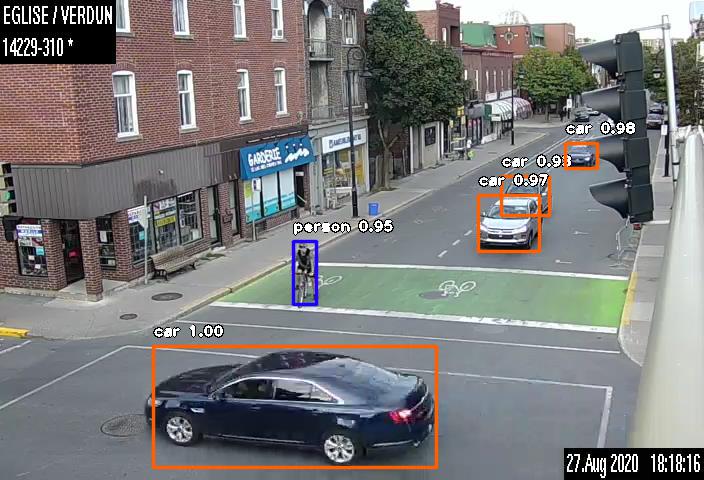 EGLISE / VERDUN
14229-310 *
GARDERIE
car 0.98
car 0.93
car 0.97
person 0.95
car 1.00
27.Aug 2020 18:18:16